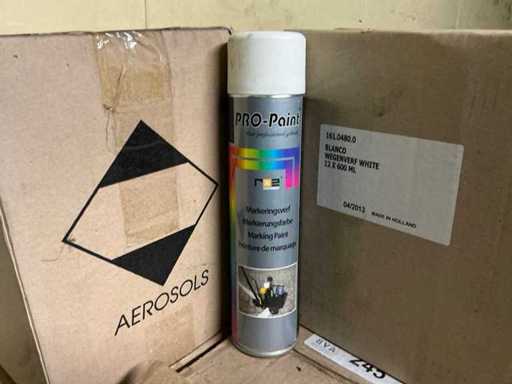 AEROSOLS
PRO-Paint
Markeringsverf
Markierungsfarbe
Marking Paint
Peinture de marquage
161.0480.0
BLANCO
WEGENVERF WHITE
12 X 600 ML
04/2013 MADE IN HOLLAND
245